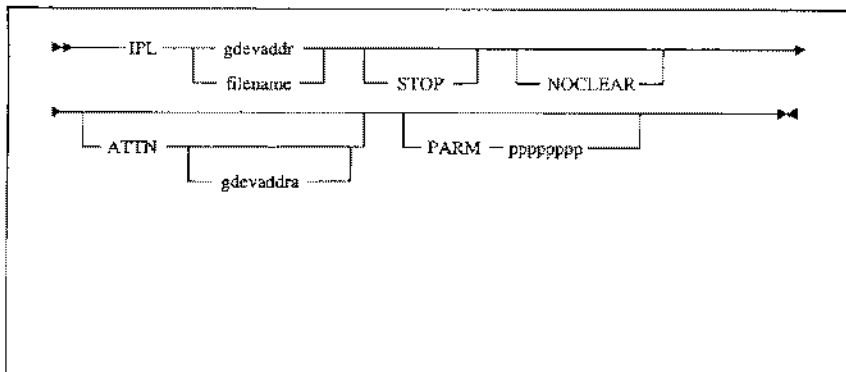 IPL gdevaddr
filename STOP NOCLEAR
ATTN PARM pppppppp
gdevaddra